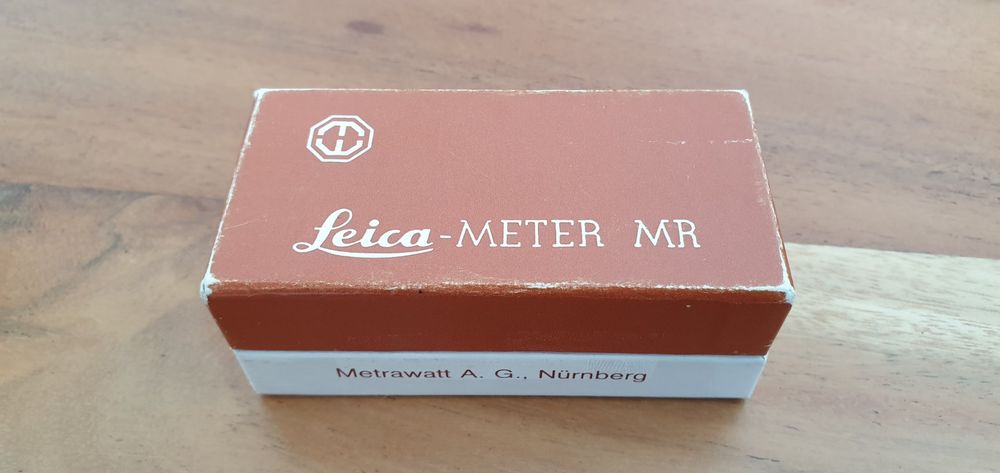 Leica-METER MR
Metrawatt A. G., Nürnberg